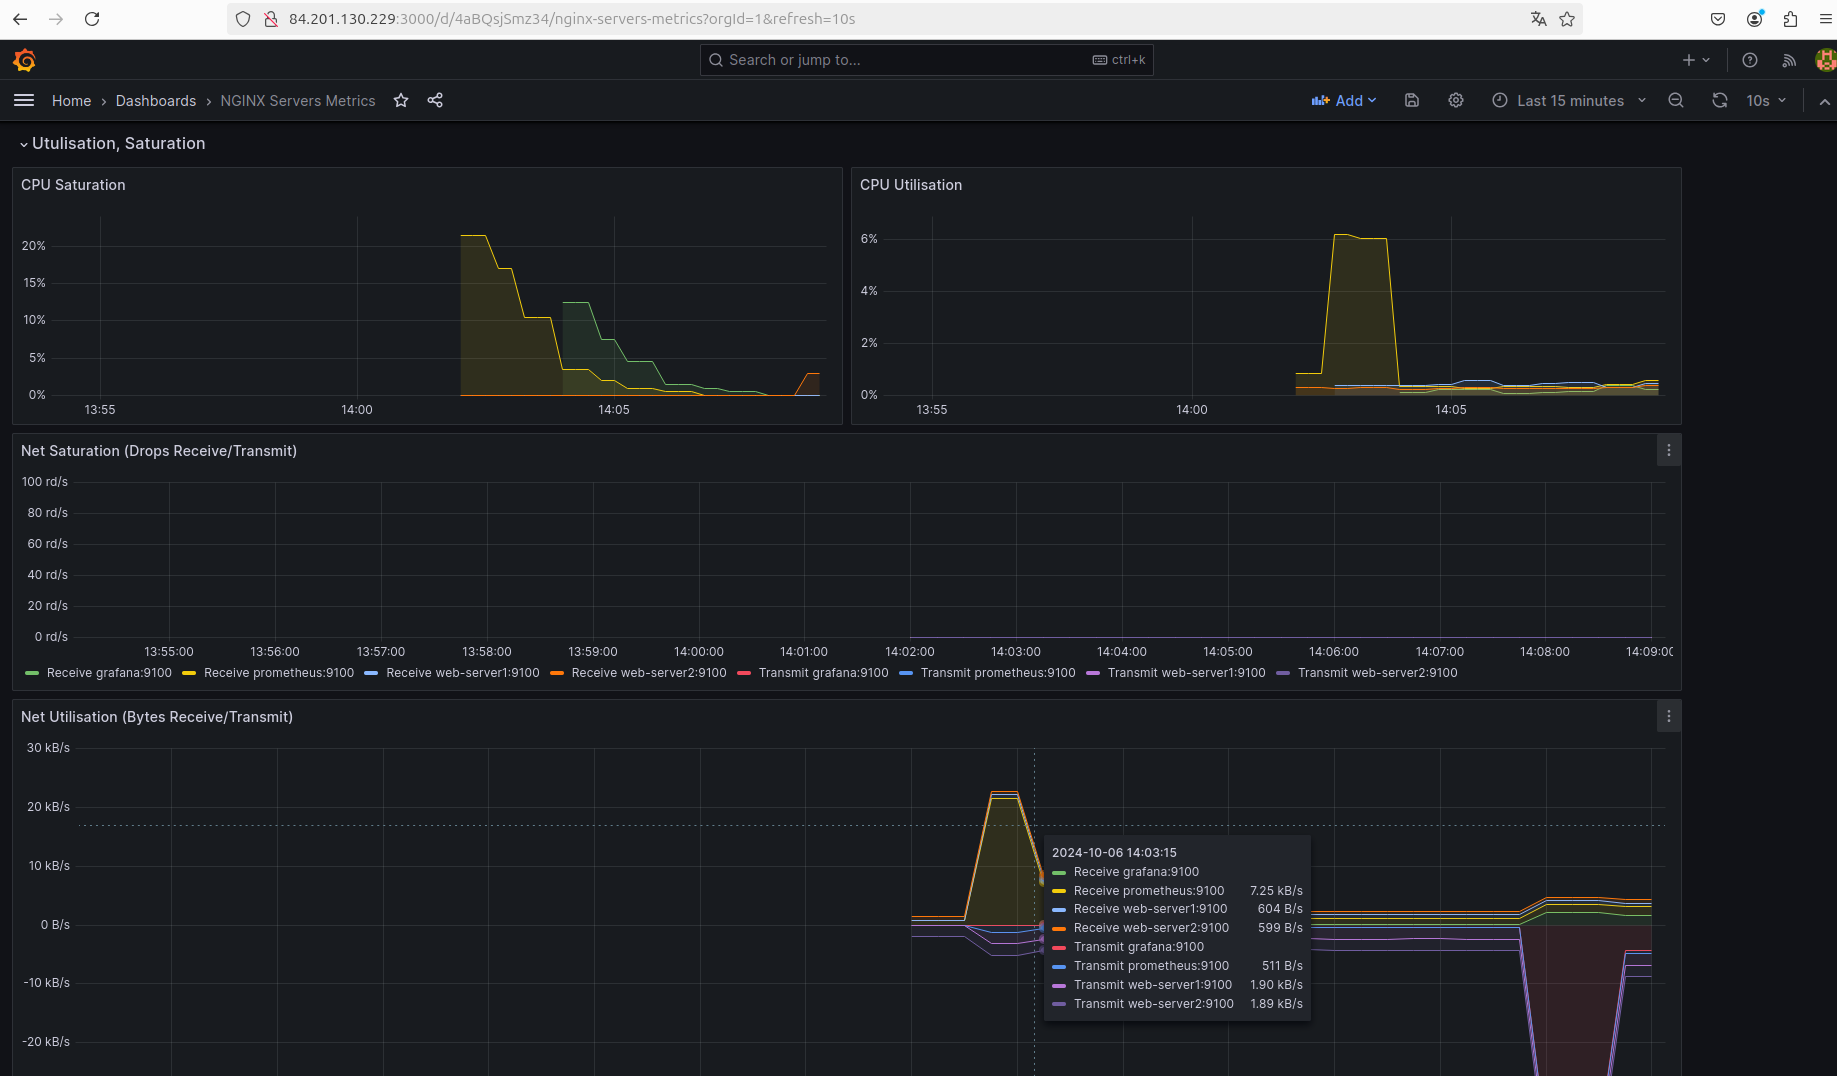 84.201.130.229:3000/d/4aBQsjSmz34/nginx-servers-metrics?orgId=1&refresh=10s
Search or jump to... ctrl+k
Home › Dashboards › NGINX Servers Metrics Add Last 15 minutes 10s
Utulisation, Saturation
CPU Saturation
20%
15%
10%
5%
0%
13:55 14:00 14:05
CPU Utilisation
6%
4%
2%
0%
13:55 14:00 14:05
Net Saturation (Drops Receive/Transmit)
100 rd/s
80 rd/s
60 rd/s
40 rd/s
20 rd/s
0 rd/s
13:55:00 13:56:00 13:57:00 13:58:00 13:59:00 14:00:00 14:01:00 14:02:00 14:03:00 14:04:00 14:05:00 14:06:00 14:07:00 14:08:00 14:09:00
Receive grafana:9100 Receive prometheus:9100 Receive web-server1:9100 Receive web-server2:9100 Transmit grafana:9100 Transmit prometheus:9100 Transmit web-server1:9100 Transmit web-server2:9100
Net Utilisation (Bytes Receive/Transmit)
30 kB/s
20 kB/s
10 kB/s
0 B/s
-10 kB/s
-20 kB/s
2024-10-06 14:03:15
Receive grafana:9100
Receive prometheus:9100 7.25 kB/s
Receive web-server1:9100 604 B/s
Receive web-server2:9100 599 B/s
Transmit grafana:9100
Transmit prometheus:9100 511 B/s
Transmit web-server1:9100 1.90 kB/s
Transmit web-server2:9100 1.89 kB/s